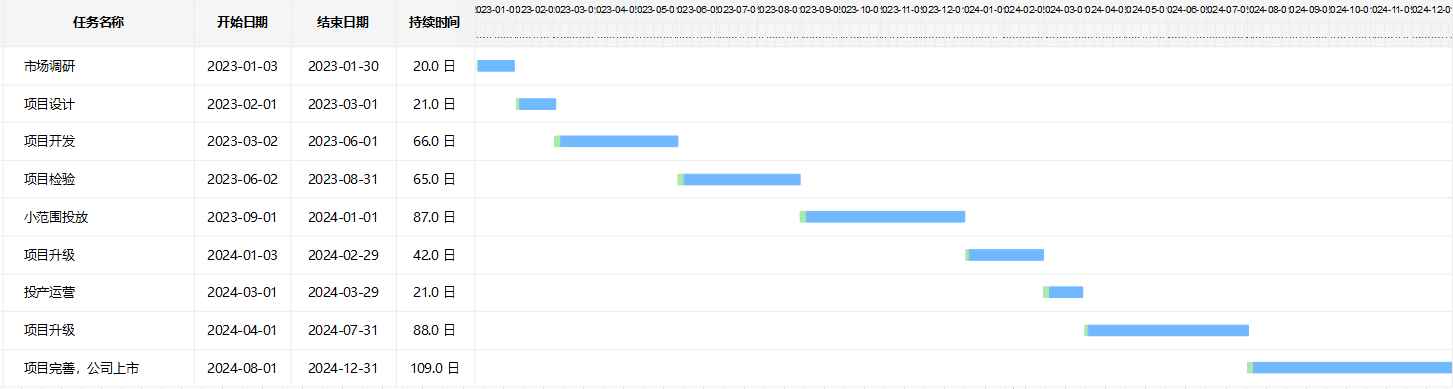 任务名称 开始日期 结束日期 持续时间
市场调研 2023-01-03 2023-01-30 20.0 日
项目设计 2023-02-01 2023-03-01 21.0 日
项目开发 2023-03-02 2023-06-01 66.0 日
项目检验 2023-06-02 2023-08-31 65.0 日
小范围投放 2023-09-01 2024-01-01 87.0 日
项目升级 2024-01-03 2024-02-29 42.0 日
投产运营 2024-03-01 2024-03-29 21.0 日
项目升级 2024-04-01 2024-07-31 88.0 日
项目完善，公司上市 2024-08-01 2024-12-31 109.0 日